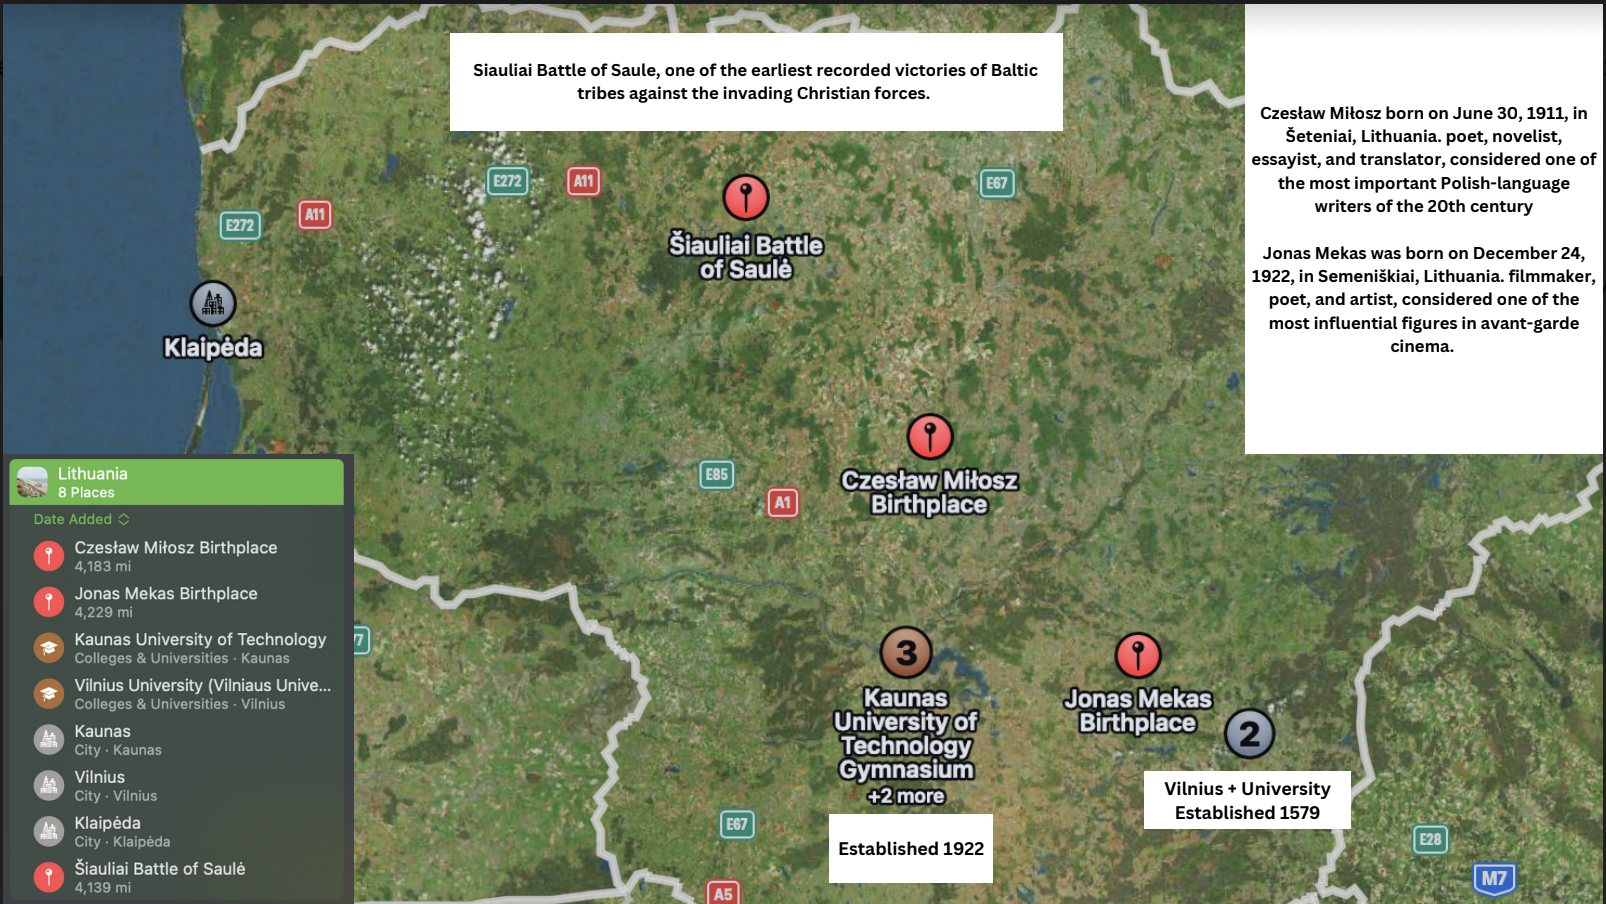 Siauliai Battle of Saule, one of the earliest recorded victories of Baltic
tribes against the invading Christian forces.
Czesław Miłosz born on June 30, 1911, in
Šeteniai, Lithuania. poet, novelist,
essayist, and translator, considered one of
the most important Polish-language
writers of the 20th century
Jonas Mekas was born on December 24,
1922, in Semeniškiai, Lithuania. filmmaker,
poet, and artist, considered one of the
most influential figures in avant-garde
cinema.
E272
A11
E67
E272
A11
Šiauliai Battle
of Saulė
Klaipėda
E85
A1
Czesław Miłosz
Birthplace
3
Kaunas
University of
Technology
Gymnasium
+2 more
Established 1922
Jonas Mekas
Birthplace
2
Vilnius + University
Established 1579
E67
A5
E28
M7
Lithuania
8 Places
Date Added
Czesław Miłosz Birthplace
4,183 mi
Jonas Mekas Birthplace
4,229 mi
Kaunas University of Technology
Colleges & Universities · Kaunas
Vilnius University (Vilniaus Unive...
Colleges & Universities · Vilnius
Kaunas
City · Kaunas
Vilnius
City · Vilnius
Klaipėda
City · Klaipėda
Šiauliai Battle of Saulė
4,139 mi